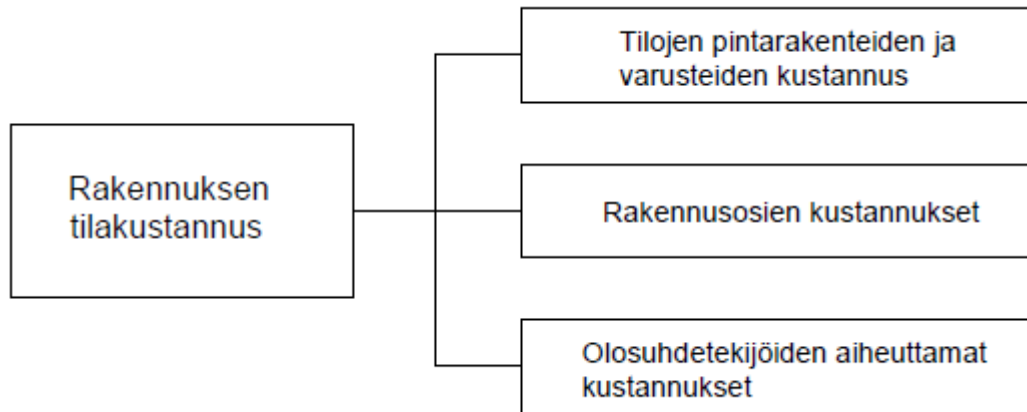 Rakennuksen
tilakustannus
Tilojen pintarakenteiden ja
varusteiden kustannus
Rakennusosien kustannukset
Olosuhdetekijöiden aiheuttamat
kustannukset